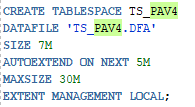 CREATE TABLESPACE TS_PAV4
DATAFILE 'TS_PAV4.DFA'
SIZE 7M
AUTOEXTEND ON NEXT 5M
MAXSIZE 30M
EXTENT MANAGEMENT LOCAL;